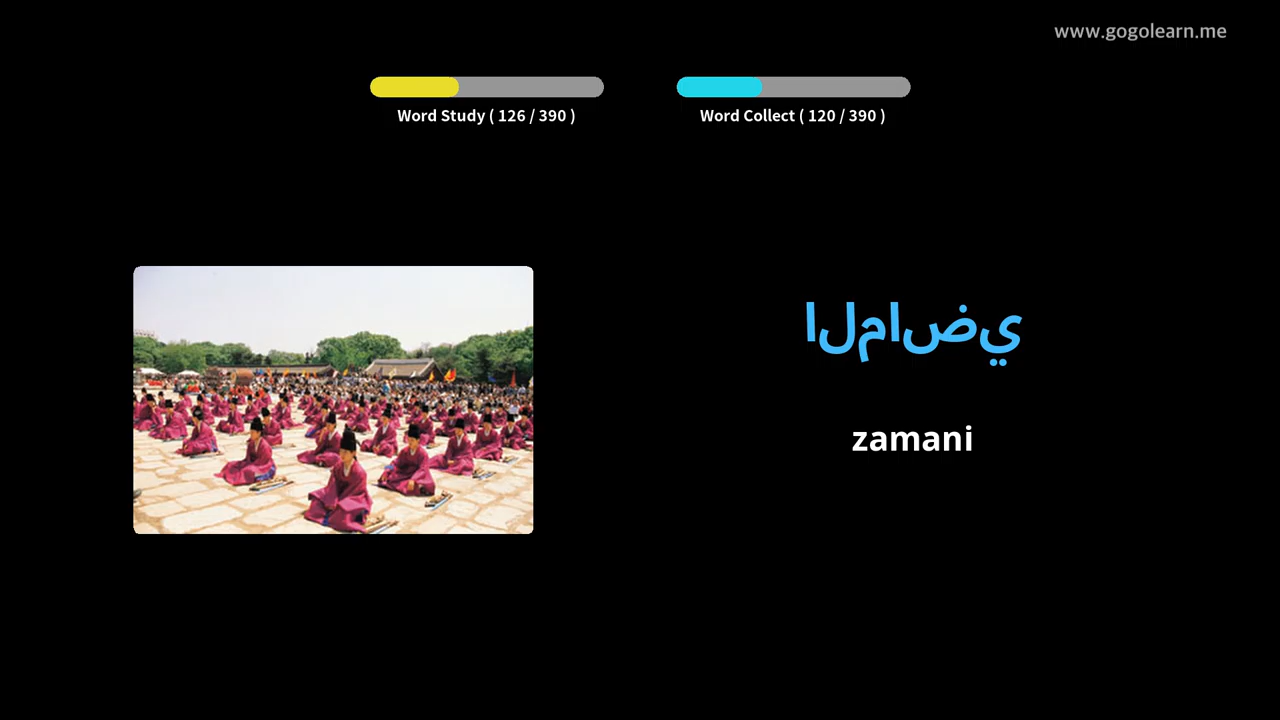 www.gogolearn.me
Word Study ( 126 / 390 )
Word Collect ( 120 / 390 )
الماضي
zamani